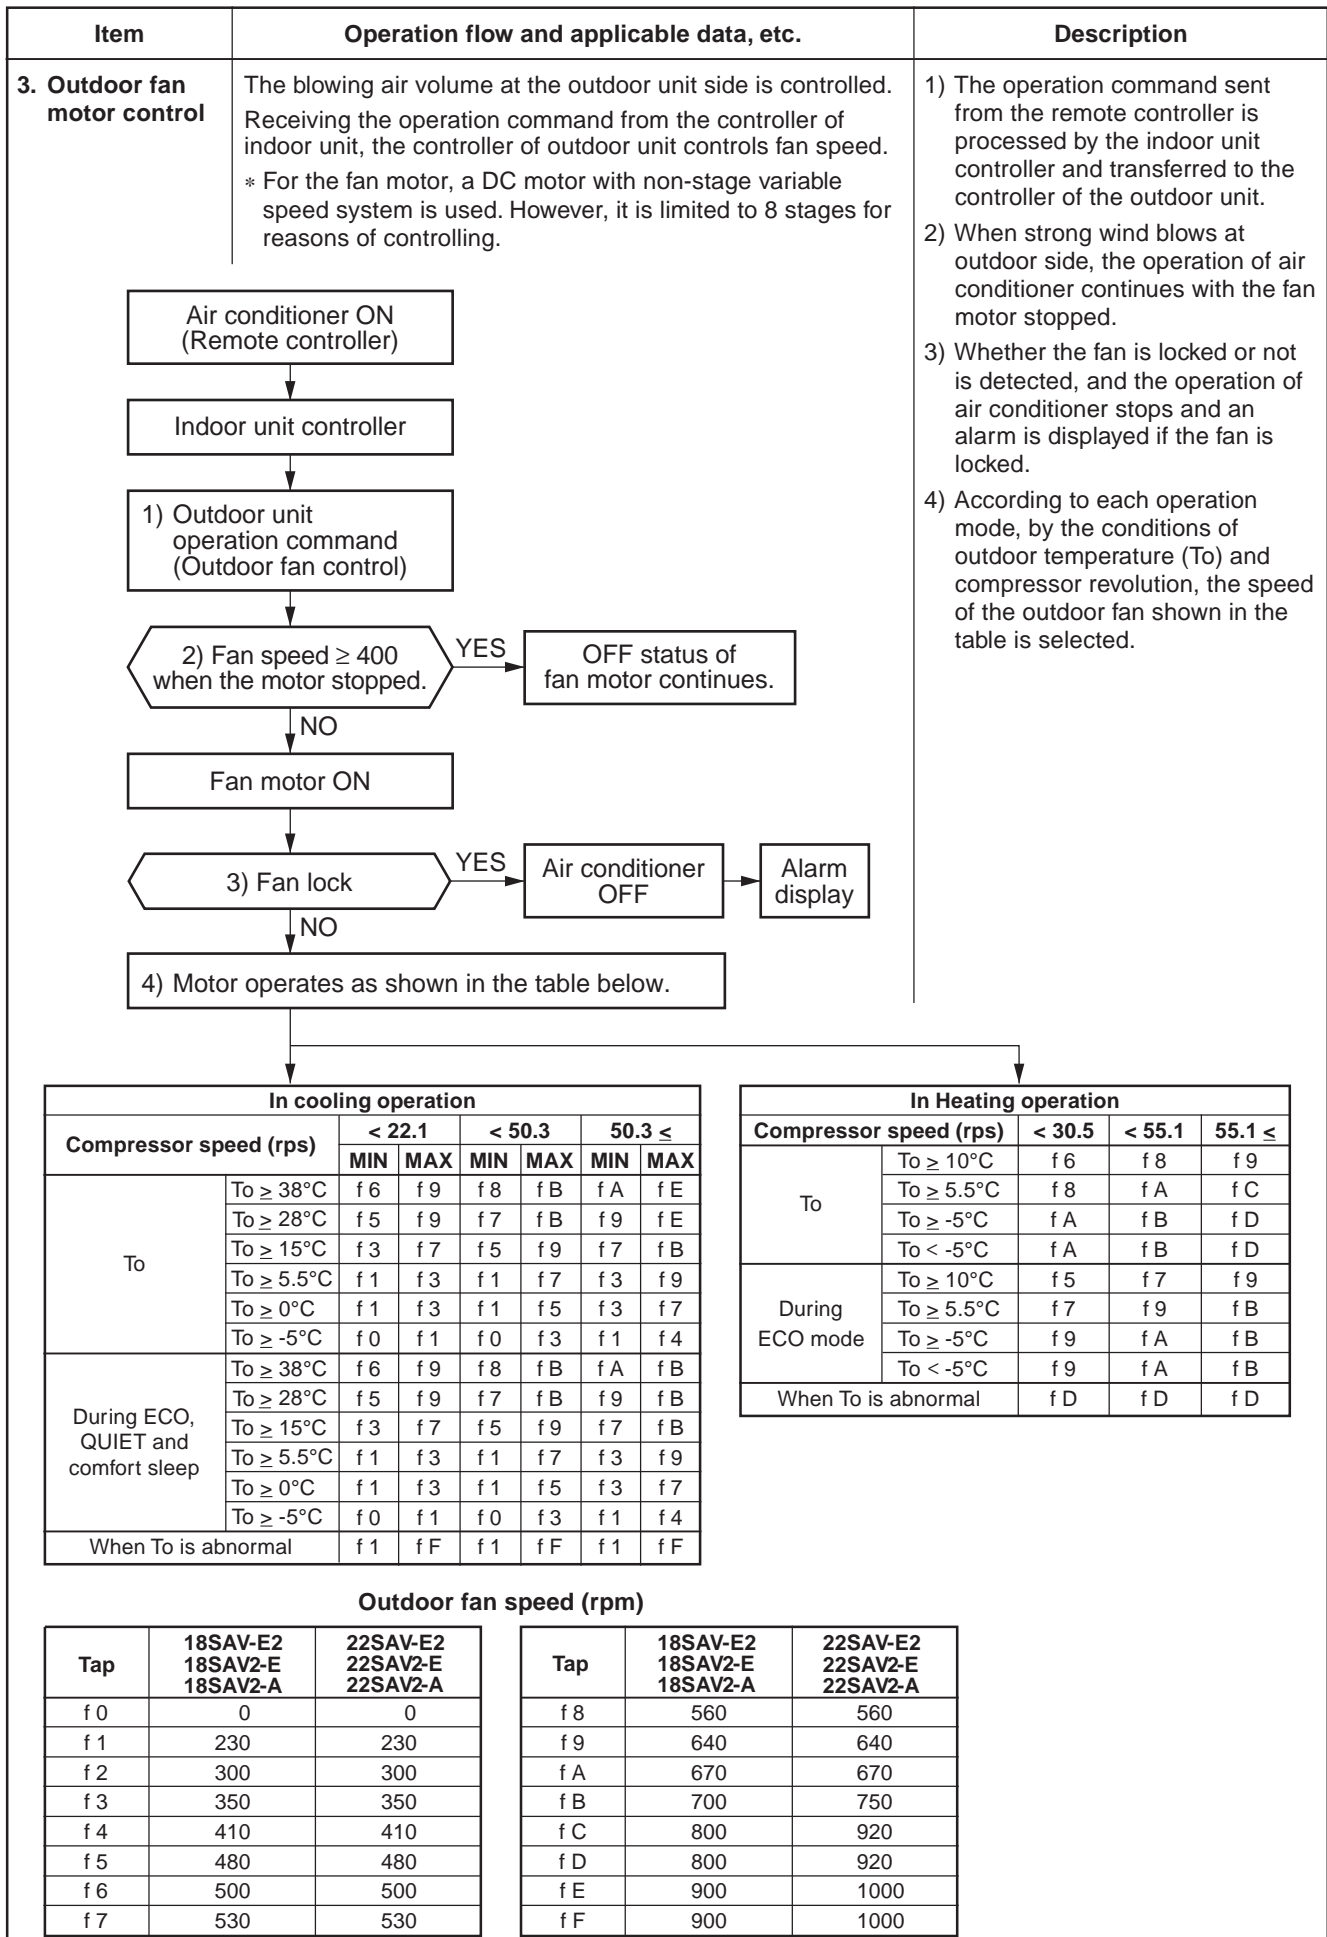 Item Operation flow and applicable data, etc. Description
3. Outdoor fan
motor control
The blowing air volume at the outdoor unit side is controlled.
Receiving the operation command from the controller of
indoor unit, the controller of outdoor unit controls fan speed.
* For the fan motor, a DC motor with non-stage variable
speed system is used. However, it is limited to 8 stages for
reasons of controlling.
1) The operation command sent
from the remote controller is
processed by the indoor unit
controller and transferred to the
controller of the outdoor unit.
2) When strong wind blows at
outdoor side, the operation of air
conditioner continues with the fan
motor stopped.
3) Whether the fan is locked or not
is detected, and the operation of
air conditioner stops and an
alarm is displayed if the fan is
locked.
4) According to each operation
mode, by the conditions of
outdoor temperature (To) and
compressor revolution, the speed
of the outdoor fan shown in the
table is selected.
Air conditioner ON
(Remote controller)
Indoor unit controller
1) Outdoor unit
operation command
(Outdoor fan control)
2) Fan speed ≥ 400
when the motor stopped.
YES
OFF status of
fan motor continues.
NO
Fan motor ON
3) Fan lock
YES
Air conditioner
OFF
Alarm
display
NO
4) Motor operates as shown in the table below.
In cooling operation
Compressor speed (rps) < 22.1 < 50.3 50.3 ≤
MIN MAX MIN MAX MIN MAX
To
To ≥ 38°C f 6 f 9 f 8 f B f A f E
To ≥ 28°C f 5 f 9 f 7 f B f 9 f E
To ≥ 15°C f 3 f 7 f 5 f 9 f 7 f B
To ≥ 5.5°C f 1 f 3 f 1 f 7 f 3 f 9
To ≥ 0°C f 1 f 3 f 1 f 5 f 3 f 7
To ≥ -5°C f 0 f 1 f 0 f 3 f 1 f 4
During ECO,
QUIET and
comfort sleep
To ≥ 38°C f 6 f 9 f 8 f B f A f B
To ≥ 28°C f 5 f 9 f 7 f B f 9 f B
To ≥ 15°C f 3 f 7 f 5 f 9 f 7 f B
To ≥ 5.5°C f 1 f 3 f 1 f 7 f 3 f 9
To ≥ 0°C f 1 f 3 f 1 f 5 f 3 f 7
To ≥ -5°C f 0 f 1 f 0 f 3 f 1 f 4
When To is abnormal f 1 f F f 1 f F f 1 f F
In Heating operation
Compressor speed (rps) < 30.5 < 55.1 55.1 ≤
To
To ≥ 10°C f 6 f 8 f 9
To ≥ 5.5°C f 8 f A f C
To ≥ -5°C f A f B f D
To < -5°C f A f B f D
During
ECO mode
To ≥ 10°C f 5 f 7 f 9
To ≥ 5.5°C f 7 f 9 f B
To ≥ -5°C f 9 f A f B
To < -5°C f 9 f A f B
When To is abnormal f D f D f D
Outdoor fan speed (rpm)
Tap
18SAV-E2
18SAV2-E
18SAV2-A
22SAV-E2
22SAV2-E
22SAV2-A
f 0 0 0
f 1 230 230
f 2 300 300
f 3 350 350
f 4 410 410
f 5 480 480
f 6 500 500
f 7 530 530
Tap
18SAV-E2
18SAV2-E
18SAV2-A
22SAV-E2
22SAV2-E
22SAV2-A
f 8 560 560
f 9 640 640
f A 670 670
f B 700 750
f C 800 920
f D 800 920
f E 900 1000
f F 900 1000